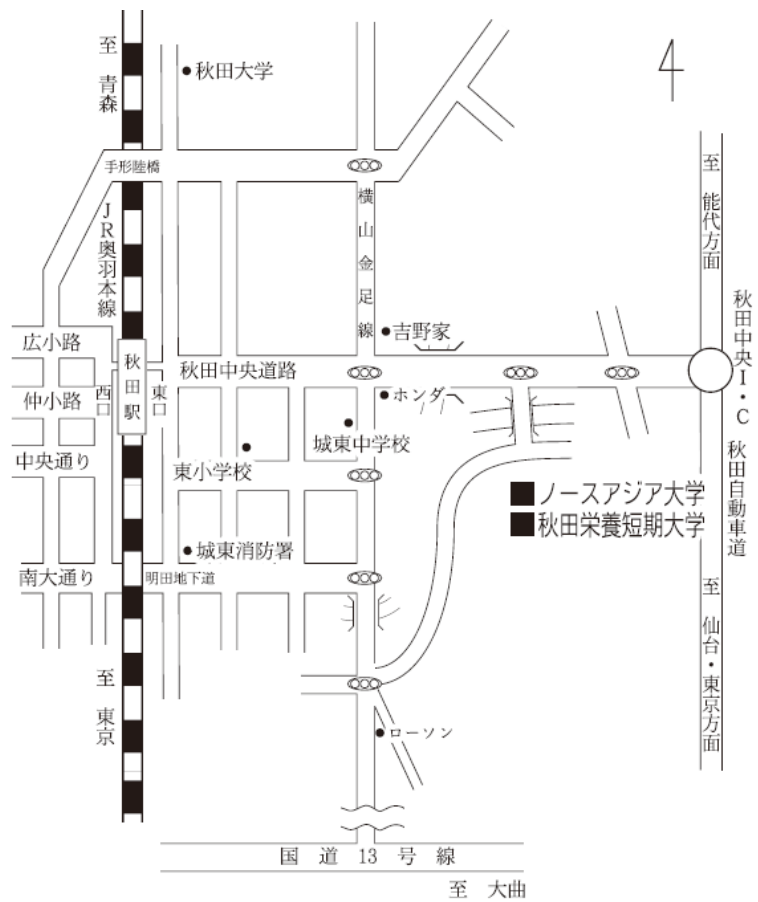 至 青森
秋田大学
手形陸橋
至 能代方面
JR奥羽本線
横山金足線
吉野家
広小路
秋田駅
秋田中央道路
秋田中央I・C
西口
東口
ホンダ
仲小路
城東中学校
中央通り
東小学校
秋田自動車道
ノースアジア大学
秋田栄養短期大学
城東消防署
南大通り
明田地下道
至 仙台・東京方面
至 東京
ローソン
国道13号線
至 大曲